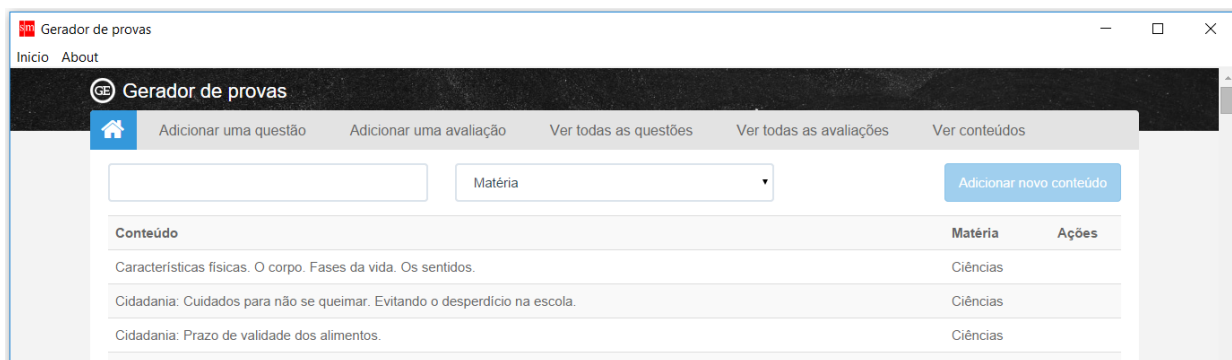 sm Gerador de provas
Inicio About
GE Gerador de provas
Adicionar uma questão Adicionar uma avaliação Ver todas as questões Ver todas as avaliações Ver conteúdos
Matéria Adicionar novo conteúdo
Conteúdo Matéria Ações
Características físicas. O corpo. Fases da vida. Os sentidos. Ciências
Cidadania: Cuidados para não se queimar. Evitando o desperdício na escola. Ciências
Cidadania: Prazo de validade dos alimentos. Ciências